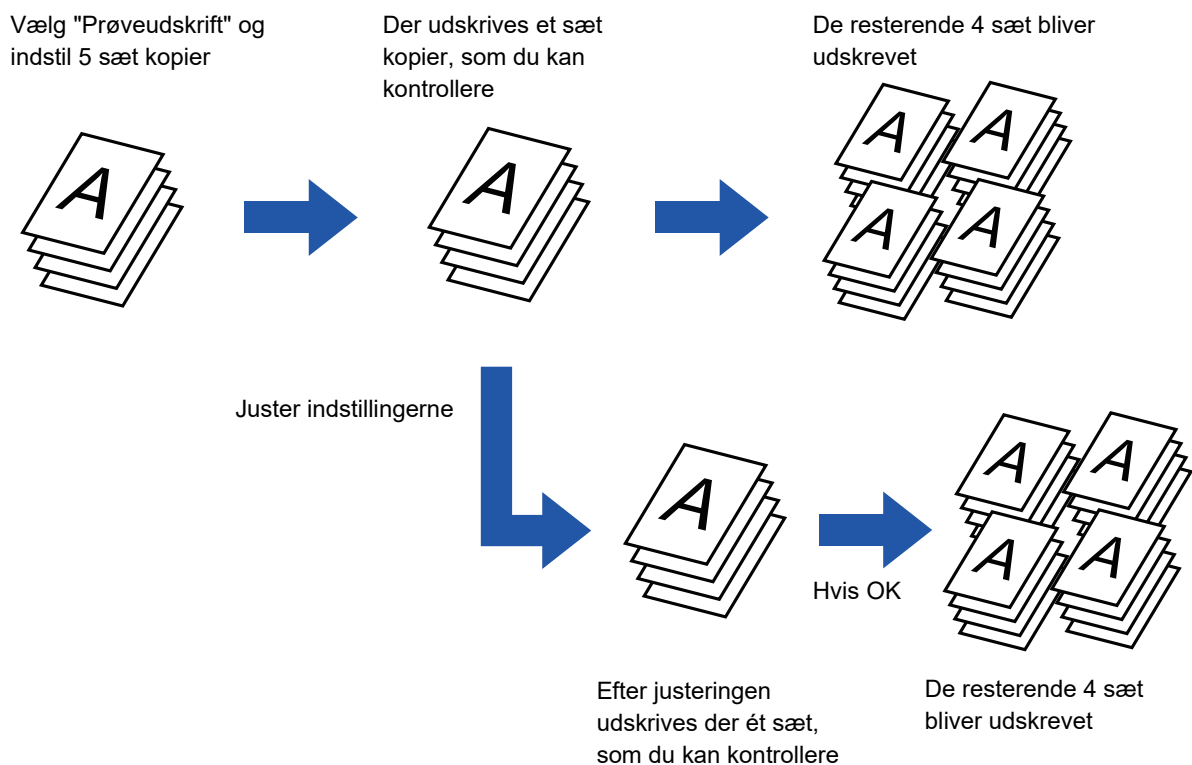 Vælg "Prøveudskrift" og
indstil 5 sæt kopier
Der udskrives et sæt
kopier, som du kan
kontrollere
De resterende 4 sæt bliver
udskrevet
A
A
A
A
A
A
Juster indstillingerne
A
Hvis OK
A
A
A
A
Efter justeringen
udskrives der ét sæt,
som du kan kontrollere
De resterende 4 sæt
bliver udskrevet